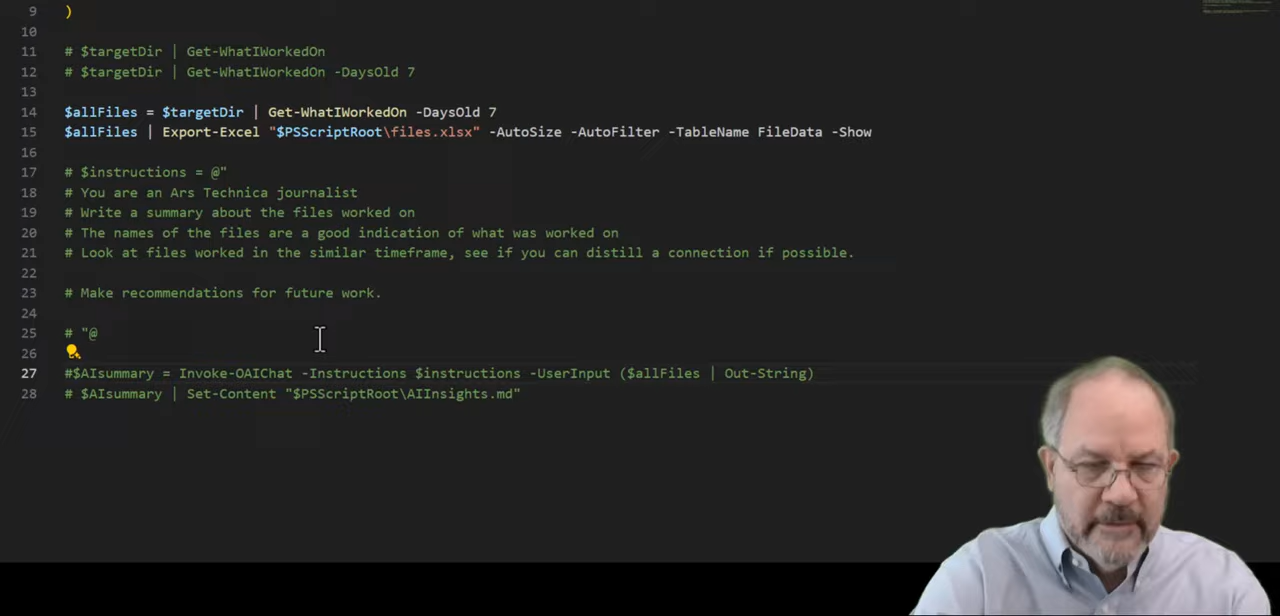 9 )
10
11 # $targetDir | Get-WhatIWorkedOn
12 # $targetDir | Get-WhatIWorkedOn -DaysOld 7
13
14 $allFiles = $targetDir | Get-WhatIWorkedOn -DaysOld 7
15 $allFiles | Export-Excel "$PSScriptRoot\files.xlsx" -AutoSize -AutoFilter -TableName FileData -Show
16
17 # $instructions = @"
18 # You are an Ars Technica journalist
19 # Write a summary about the files worked on
20 # The names of the files are a good indication of what was worked on
21 # Look at files worked in the similar timeframe, see if you can distill a connection if possible.
22
23 # Make recommendations for future work.
24
25 # "@
26
27 #$AIsummary = Invoke-OAIChat -Instructions $instructions -UserInput ($allFiles | Out-String)
28 # $AIsummary | Set-Content "$PSScriptRoot\AIInsights.md"